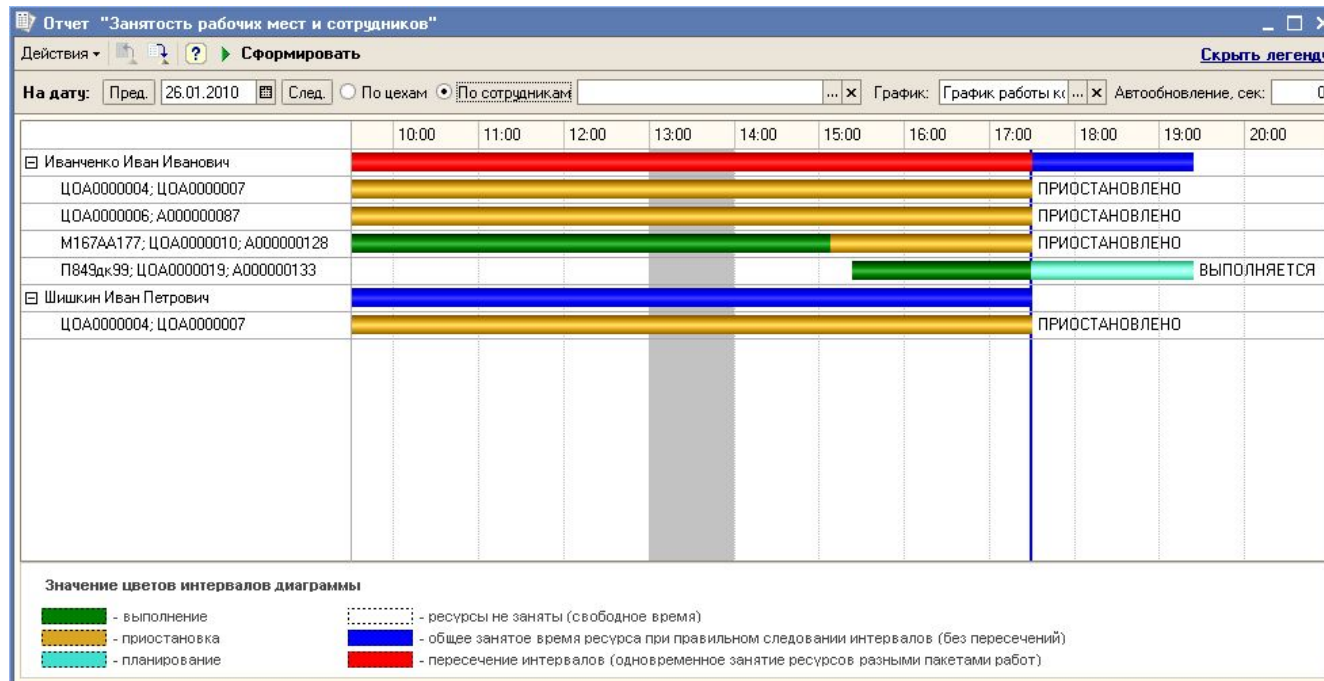 Отчет "Занятость рабочих мест и сотрудников"
Действия ? Сформировать Скрыть легенду
На дату: Пред. 26.01.2010 След. По цехам По сотрудникам ... x График: График работы ... x Автообновление, сек: 0
10:00 11:00 12:00 13:00 14:00 15:00 16:00 17:00 18:00 19:00 20:00
Иванченко Иван Иванович
ЦОА0000004; ЦОА0000007 ПРИОСТАНОВЛЕНО
ЦОА0000006; А000000087 ПРИОСТАНОВЛЕНО
М167АА177; ЦОА0000010; А000000128 ПРИОСТАНОВЛЕНО
П849дк99; ЦОА0000019; А000000133 ВЫПОЛНЯЕТСЯ
Шишкин Иван Петрович
ЦОА0000004; ЦОА0000007 ПРИОСТАНОВЛЕНО
Значение цветов интервалов диаграммы
- выполнение - ресурсы не заняты (свободное время)
- приостановка - общее занятое время ресурса при правильном следовании интервалов (без пересечений)
- планирование - пересечение интервалов (одновременное занятие ресурсов разными пакетами работ)